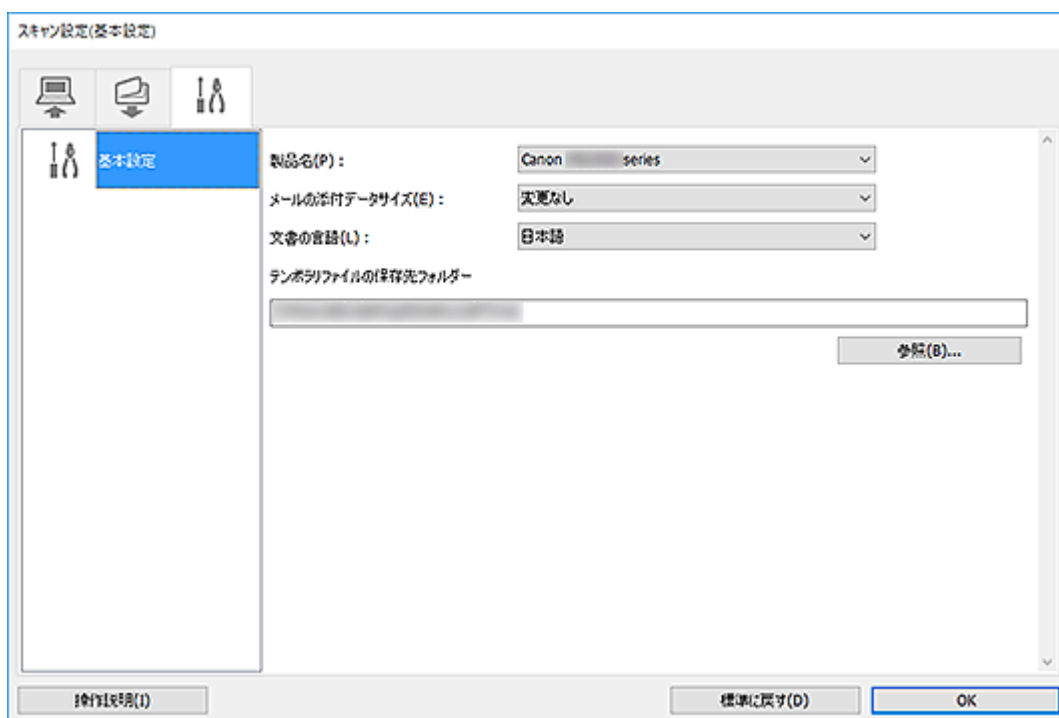 スキャン設定(基本設定)
基本設定
製品名(P)：
Canon series
メールの添付データサイズ(E)：
変更なし
文書の言語(L)：
日本語
テンポラリファイルの保存先フォルダー
参照(B)...
操作説明(I)
標準に戻す(D)
OK